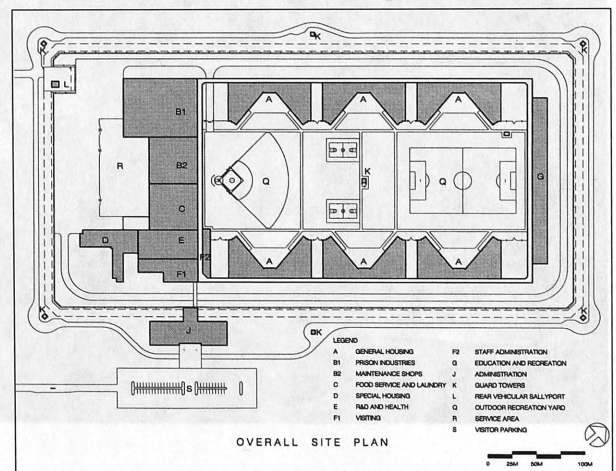 K
K
K
L
A
A
A
B1
R
B2
K
Q
Q
G
C
D
E
F2
F1
A
A
A
K
K
J
K
S
LEGEND
A GENERAL HOUSING
B1 PRISON INDUSTRIES
B2 MAINTENANCE SHOPS
C FOOD SERVICE AND LAUNDRY
D SPECIAL HOUSING
E R&D AND HEALTH
F1 VISITING
F2 STAFF ADMINISTRATION
G EDUCATION AND RECREATION
J ADMINISTRATION
K GUARD TOWERS
L REAR VEHICULAR SALLYPORT
Q OUTDOOR RECREATION YARD
R SERVICE AREA
S VISITOR PARKING
OVERALL SITE PLAN
0 25M 50M 100M